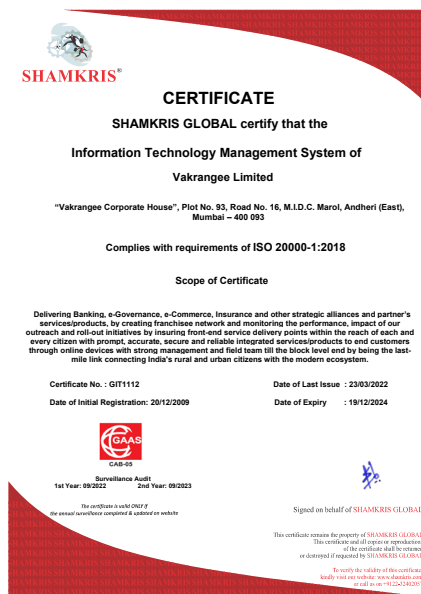 SHAMKRIS®
CERTIFICATE
SHAMKRIS GLOBAL certify that the
Information Technology Management System of
Vakrangee Limited
“Vakrangee Corporate House”, Plot No. 93, Road No. 16, M.I.D.C. Marol, Andheri (East),
Mumbai – 400 093
Complies with requirements of ISO 20000-1:2018
Scope of Certificate
Delivering Banking, e-Governance, e-Commerce, Insurance and other strategic alliances and partner’s
services/products, by creating franchisee network and monitoring the performance, impact of our
outreach and roll-out initiatives by insuring front-end service delivery points within the reach of each and
every citizen with prompt, accurate, secure and reliable integrated services/products to end customers
through online devices with strong management and field team till the block level end by being the last-
mile link connecting India's rural and urban citizens with the modern ecosystem.
Certificate No. : GIT1112 Date of Last Issue : 23/03/2022
Date of Initial Registration: 20/12/2009 Date of Expiry : 19/12/2024
GAAS
CAB-05
Surveillance Audit
1st Year: 09/2022 2nd Year: 09/2023
The certificate is valid ONLY if
the annual surveillance completed & updated on website
Signed on behalf of SHAMKRIS GLOBAL
This certificate remains the property of SHAMKRIS GLOBAL
This certificate and all copies or reproductions
of the certificate shall be returned
or destroyed if requested by SHAMKRIS GLOBAL
To verify the validity of this certificate
kindly visit our website: www.shamkris.com
or call us on